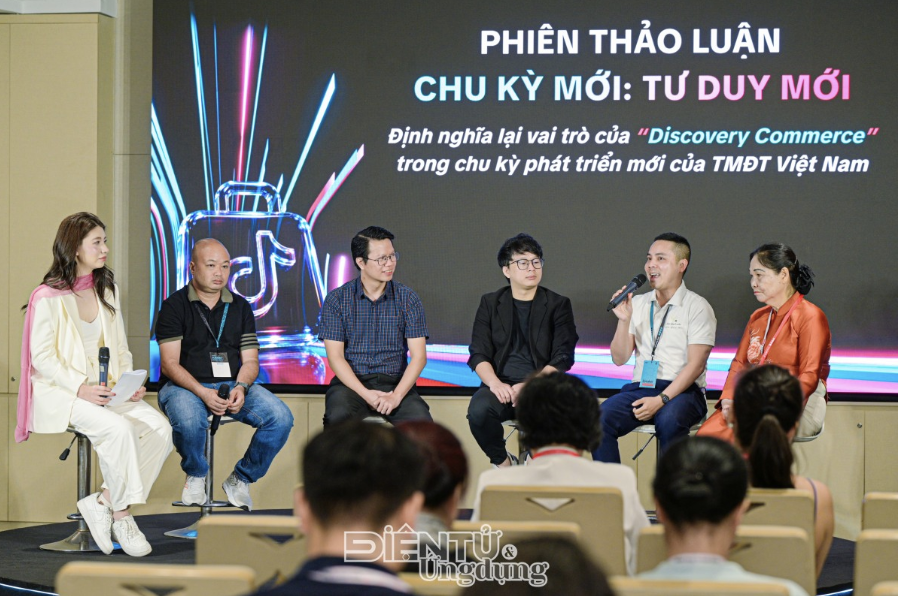 PHIÊN THẢO LUẬN
CHU KỲ MỚI: TƯ DUY MỚI
Định nghĩa lại vai trò của “Discovery Commerce”
trong chu kỳ phát triển mới của TMĐT Việt Nam
ĐIỆN TỬ &
Ứng dụng